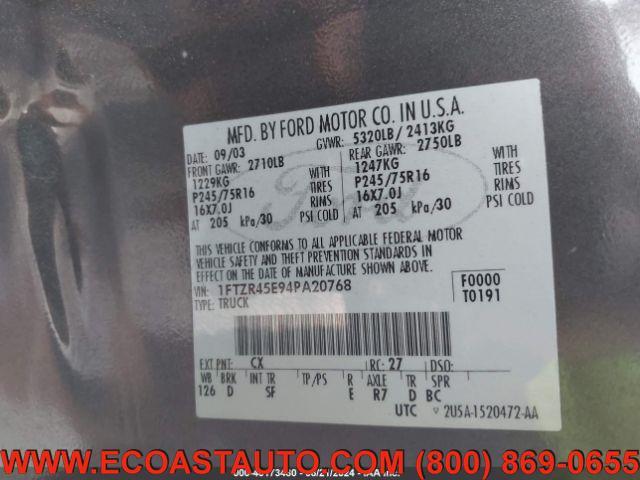 MFD. BY FORD MOTOR CO. IN U.S.A.
DATE: 09/03 GVWR: 5320LB/ 2413KG
FRONT GAWR: 2710LB REAR GAWR: 2750LB
1229KG WITH 1247KG WITH
P245/75R16 TIRES P245/75R16 TIRES
16X7.0J RIMS 16X7.0J RIMS
AT 205 kPa/30 PSI COLD AT 205 kPa/30 PSI COLD
Ford
THIS VEHICLE CONFORMS TO ALL APPLICABLE FEDERAL MOTOR
VEHICLE SAFETY AND THEFT PREVENTION STANDARDS IN
EFFECT ON THE DATE OF MANUFACTURE SHOWN ABOVE.
VIN: 1FTZR45E94PA20768 F0000
TYPE: TRUCK T0191
EXT PNT: CX RC: 27 DSO:
WB BRK INT TR TP/PS R AXLE TR SPR
126 D SF E R7 D BC
UTC 2U5A-1520472-AA
WWW.ECOASTAUTO.COM (800) 869-0655